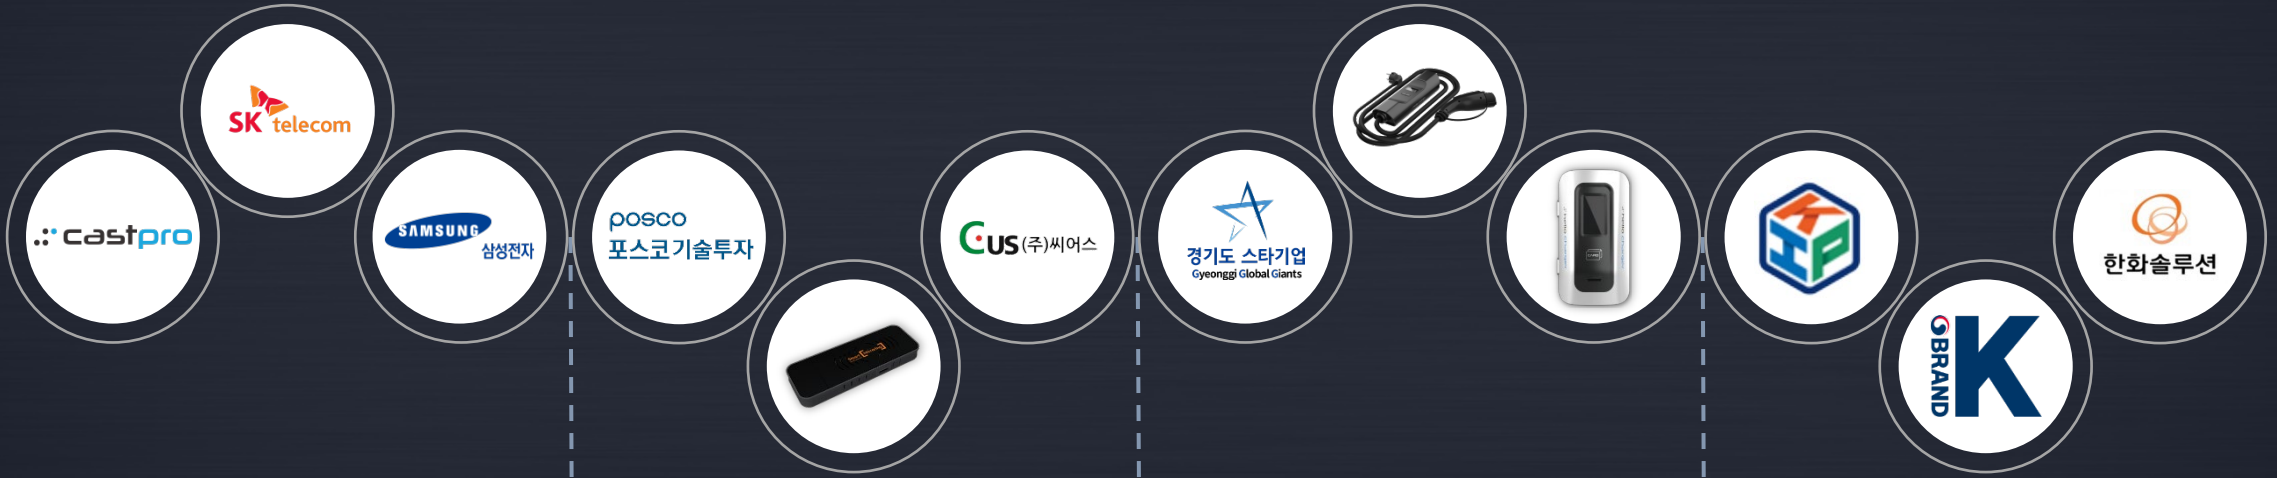 castpro
SK telecom
SAMSUNG
삼성전자
posco
포스코기술투자
Cus (주)씨어스
경기도 스타기업
Gyeonggi Global Giants
KIP
K BRAND
한화솔루션